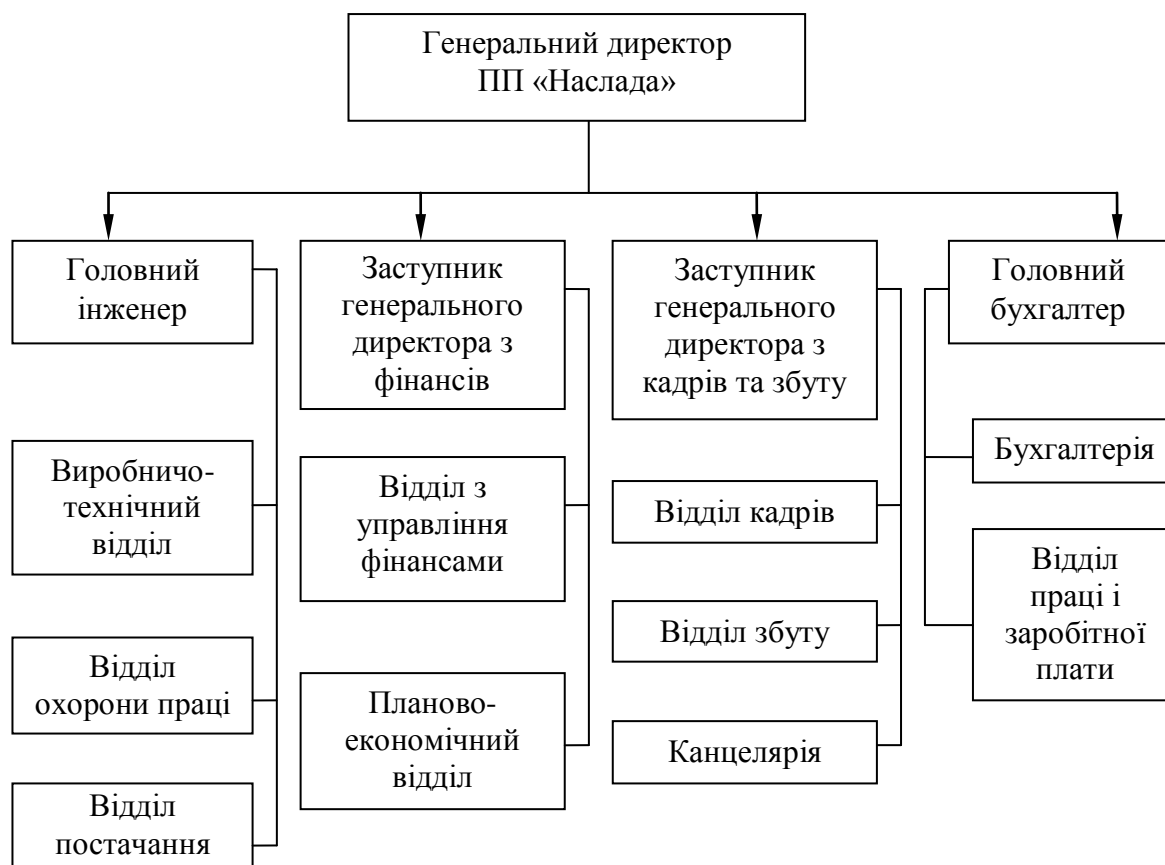 Генеральний директор
ПП «Наслада»
Головний
інженер
Заступник
генерального
директора з
фінансів
Заступник
генерального
директора з
кадрів та збуту
Головний
бухгалтер
Виробничо-
технічний
відділ
Відділ
охорони праці
Відділ
постачання
Відділ з
управління
фінансами
Планово-
економічний
відділ
Відділ кадрів
Відділ збуту
Канцелярія
Бухгалтерія
Відділ
праці і
заробітної
плати